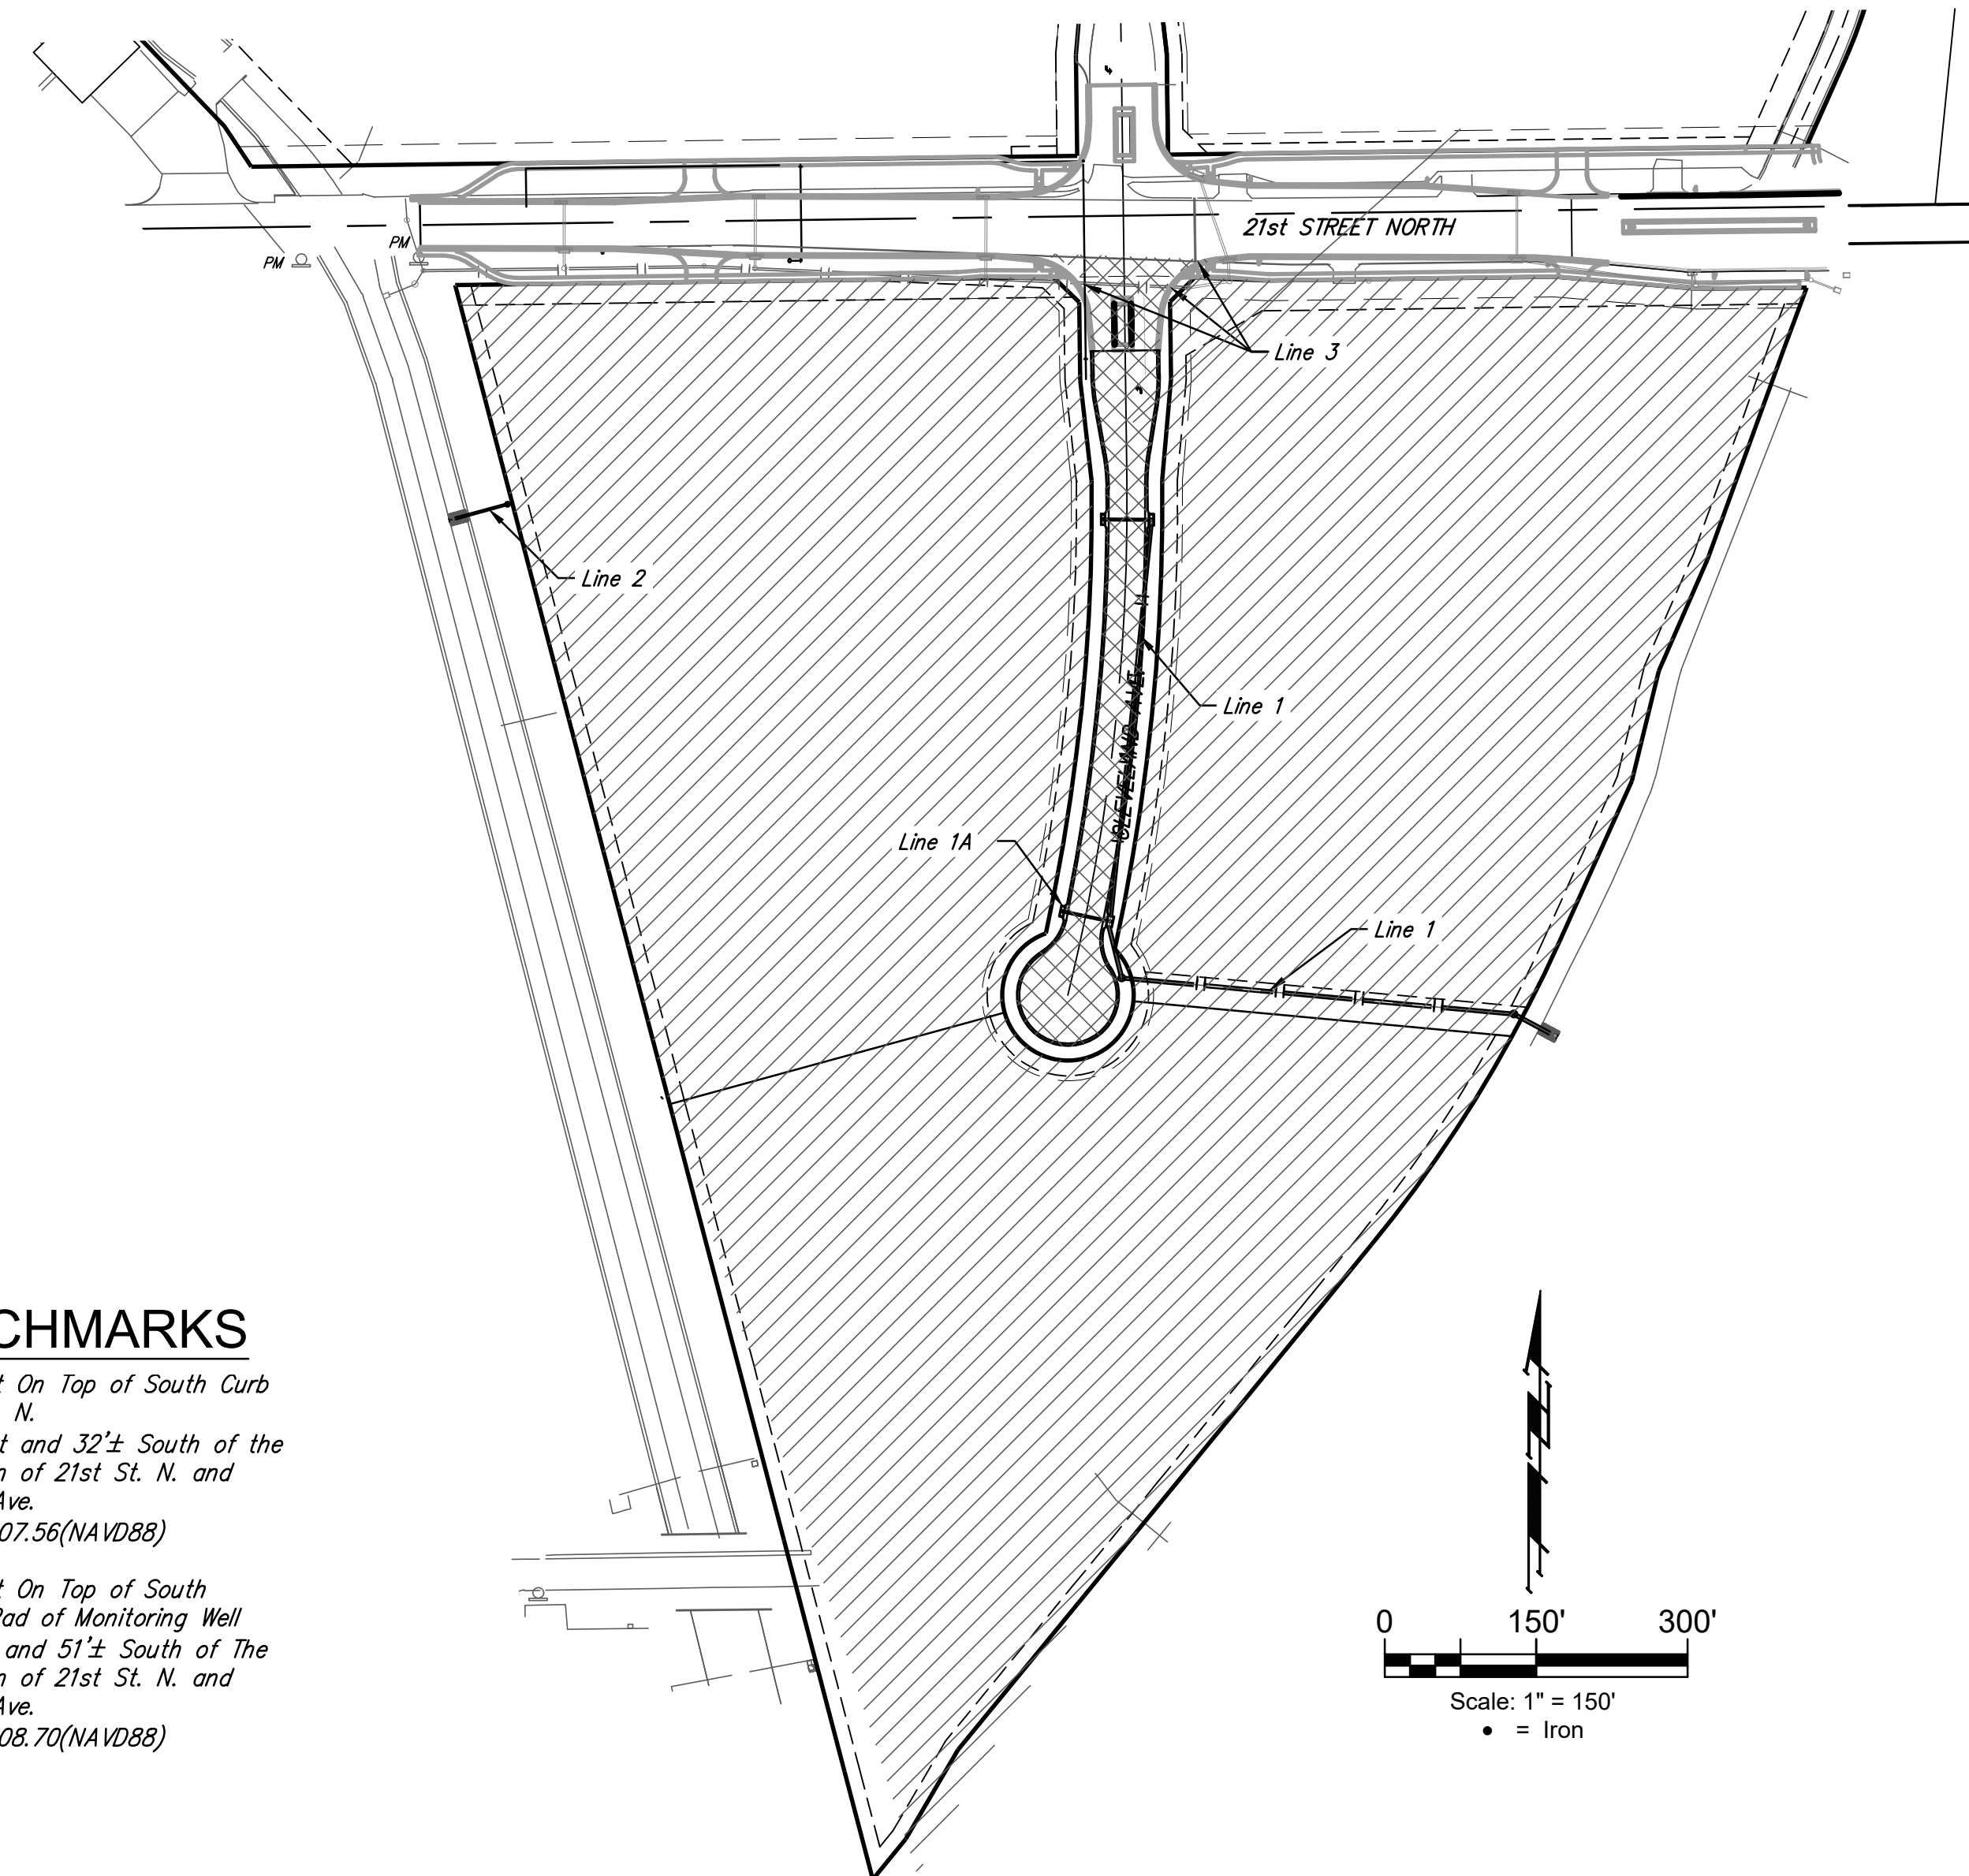 21st STREET NORTH
PM
PM
Line 3
Line 2
Line 1
CLEVELAND AVE.
Line 1A
Line 1
CHMARKS
t On Top of South Curb
N.
t and 32'± South of the
n of 21st St. N. and
Ave.
07.56(NAVD88)
t On Top of South
Pad of Monitoring Well
and 51'± South of The
n of 21st St. N. and
Ave.
08.70(NAVD88)
0 150' 300'
Scale: 1" = 150'
• = Iron